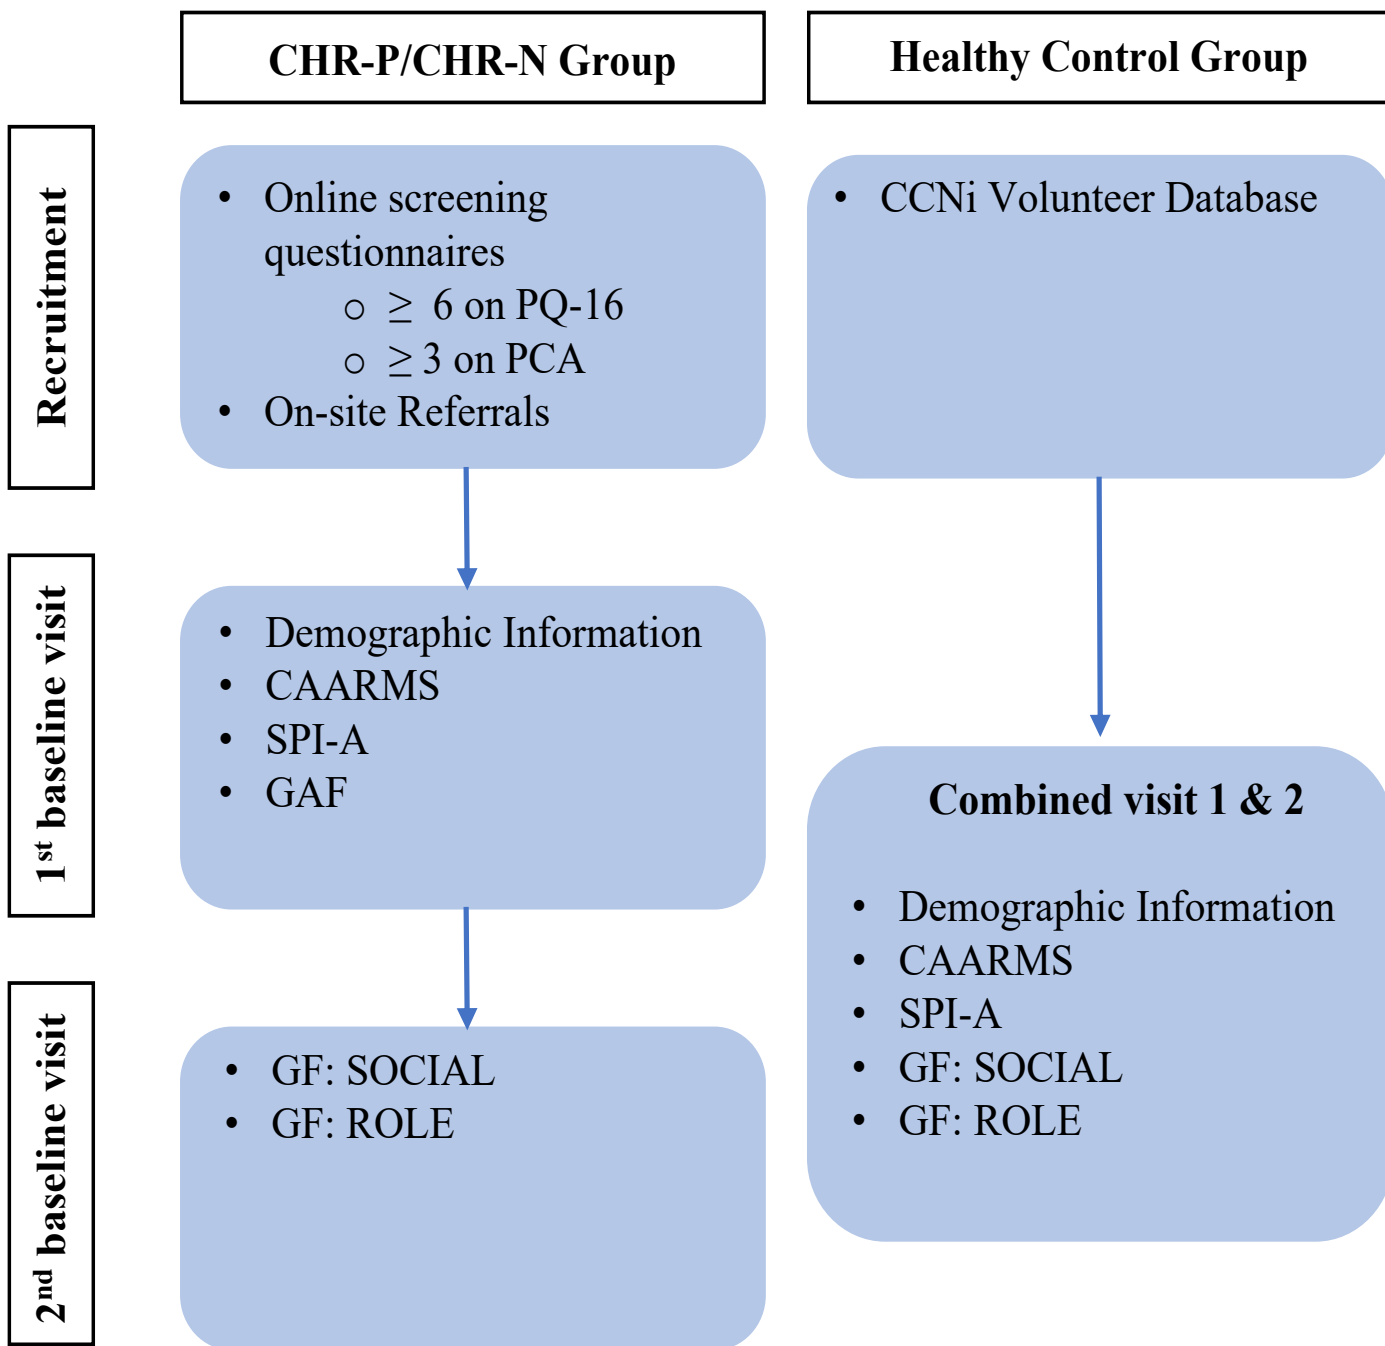 CHR-P/CHR-N Group
Healthy Control Group
Recruitment
• Online screening
questionnaires
o ≥ 6 on PQ-16
o ≥ 3 on PCA
• On-site Referrals
• CCNi Volunteer Database
1st baseline visit
• Demographic Information
• CAARMS
• SPI-A
• GAF
Combined visit 1 & 2
• Demographic Information
• CAARMS
• SPI-A
• GF: SOCIAL
• GF: ROLE
2nd baseline visit
• GF: SOCIAL
• GF: ROLE